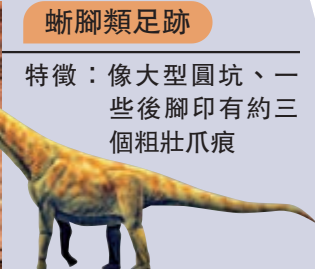 蜥腳類足跡
特徵：像大型圓坑、一
些後腳印有約三
個粗壯爪痕